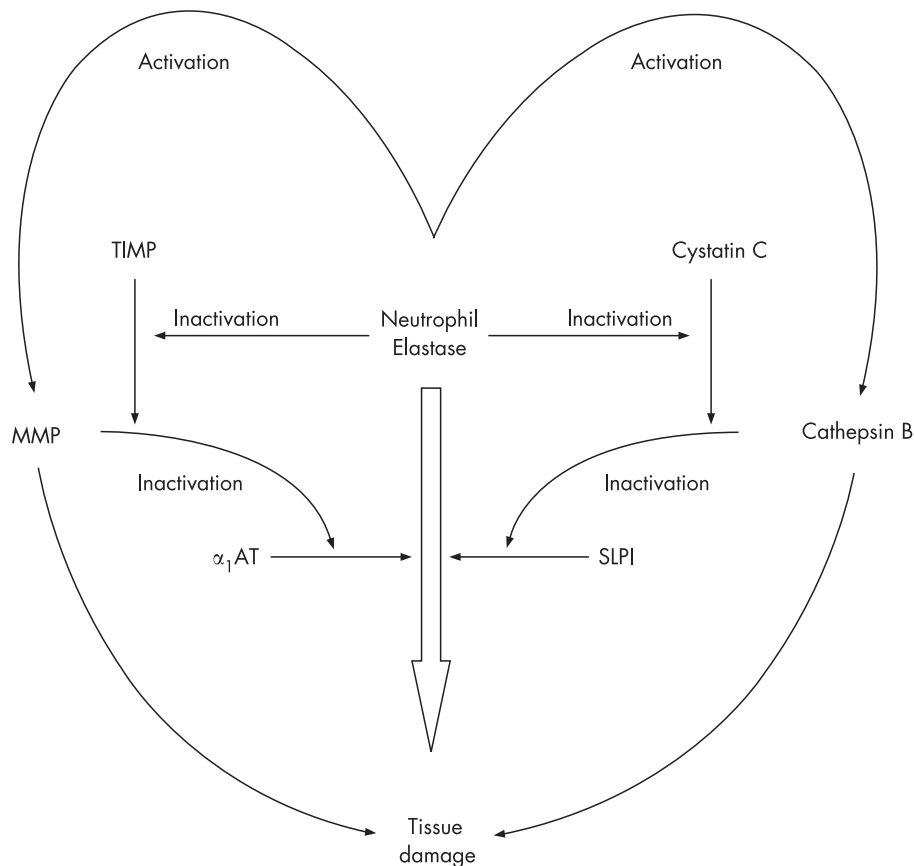 Activation
Activation
TIMP
Cystatin C
Inactivation
Neutrophil
Elastase
Inactivation
MMP
Cathepsin B
Inactivation
Inactivation
α₁AT
SLPI
Tissue
damage